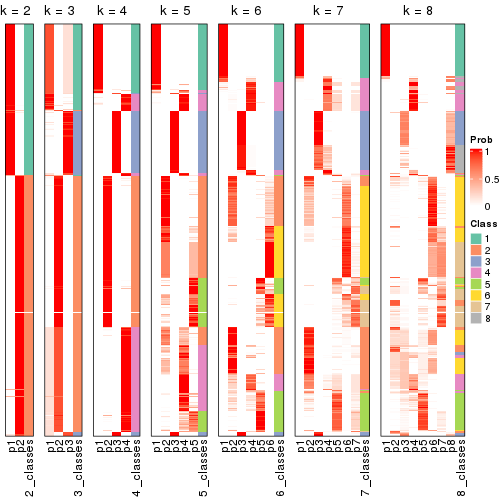 k = 2
k = 3
k = 4
k = 5
k = 6
k = 7
k = 8
Prob
1
0.5
0
Class
1
2
3
4
5
6
7
8
p1
p2
2_classes
p1
p2
p3
3_classes
p1
p2
p3
p4
4_classes
p1
p2
p3
p4
p5
5_classes
p1
p2
p3
p4
p5
p6
6_classes
p1
p2
p3
p4
p5
p6
p7
7_classes
p1
p2
p3
p4
p5
p6
p7
p8
8_classes